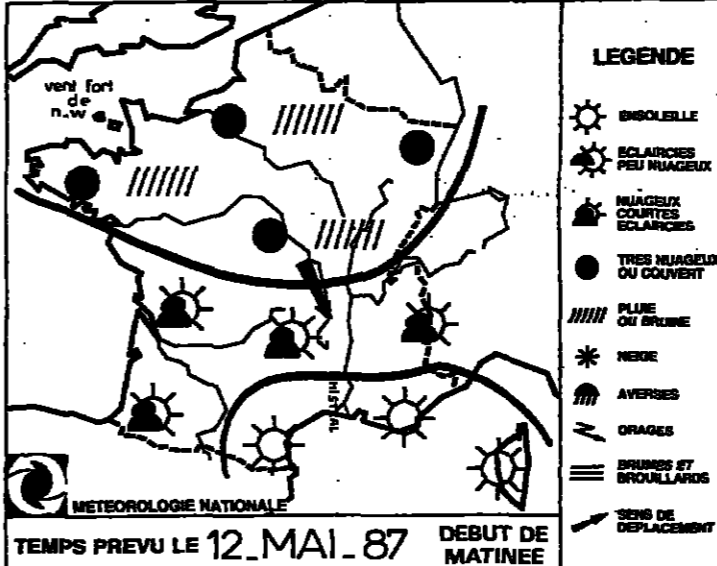 vent fort
de
n_w
MISTRAL
METEOROLOGIE NATIONALE
TEMPS PREVU LE 12_MAI_87 DEBUT DE
MATINEE
LEGENDE
ENSOLEILLE
ECLAIRCIES
PEU NUAGEUX
NUAGEUX
COURTES
ECLAIRCIES
TRES NUAGEUX
OU COUVERT
PLUIE
OU BRUINE
NEIGE
AVERSES
ORAGES
BRUMES ET
BROUILLARDS
SENS DE
DEPLACEMENT